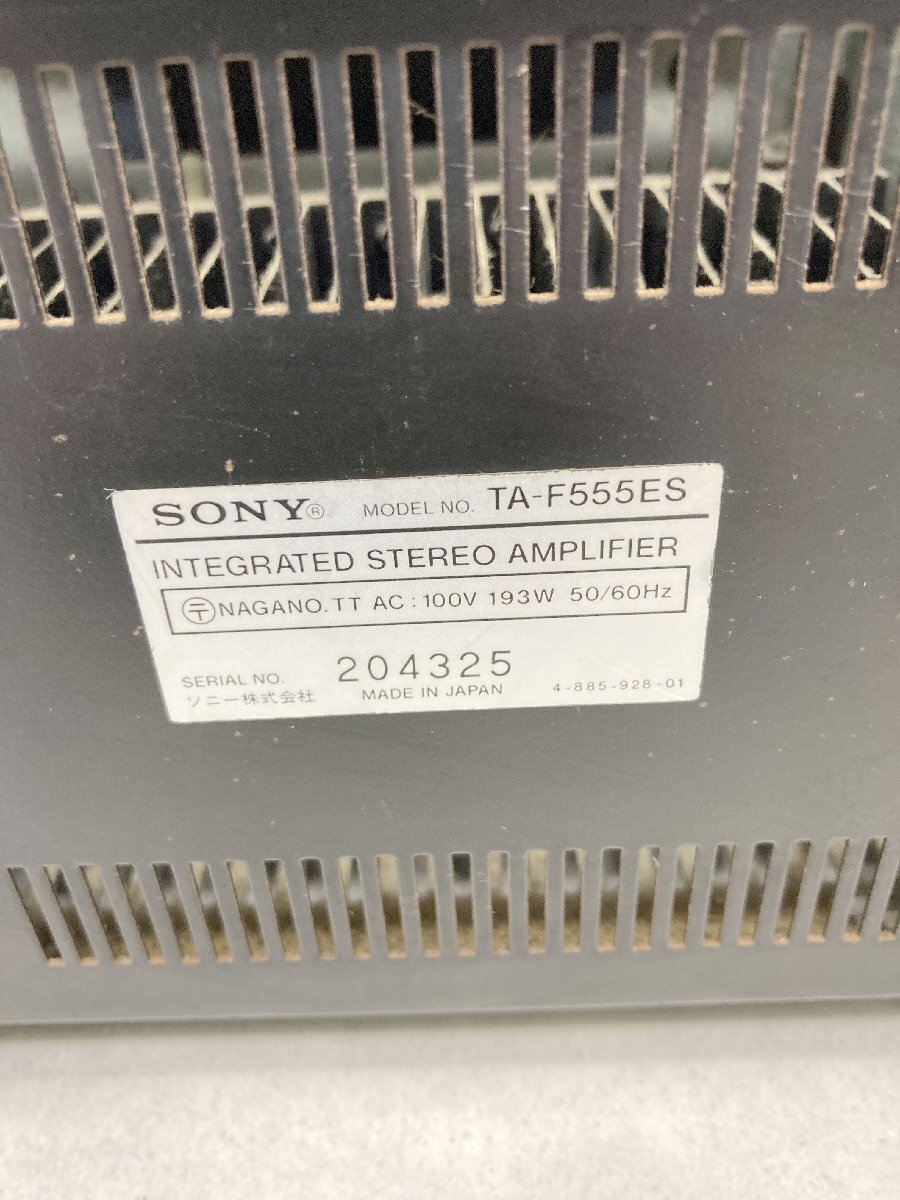 SONY® MODEL NO. TA-F555ES
INTEGRATED STEREO AMPLIFIER
〶NAGANO.TT AC:100V 193W 50/60Hz
SERIAL NO. 204325
ソニー株式会社 MADE IN JAPAN 4-885-928-01